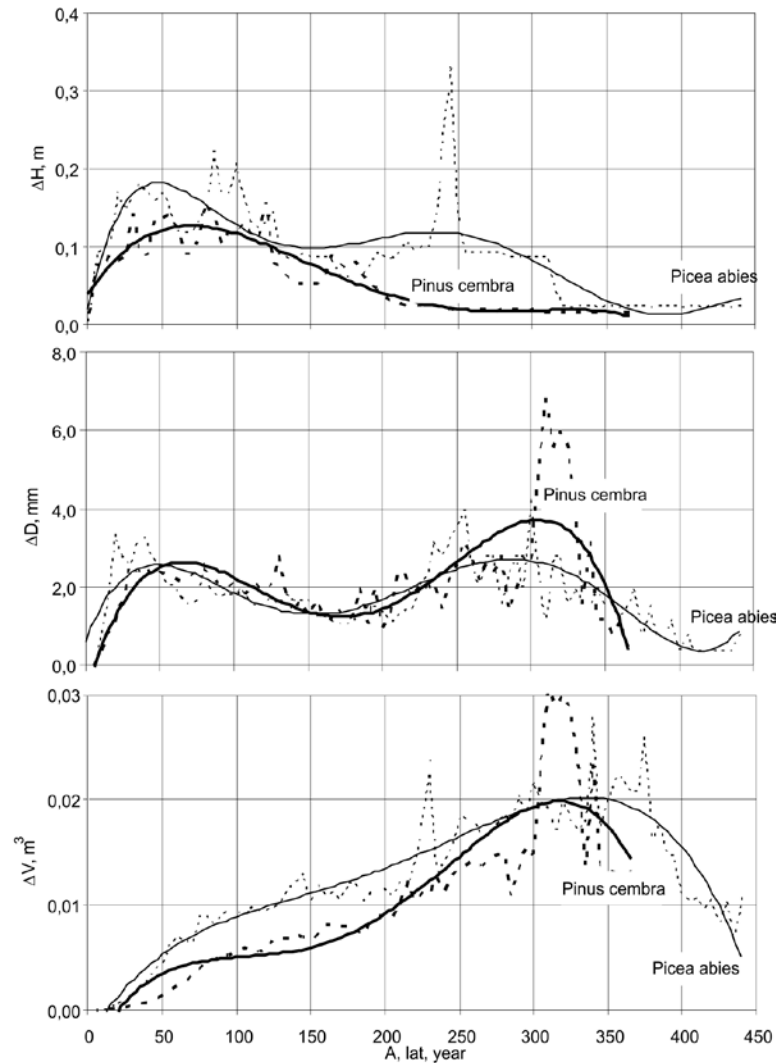 0,4
0,3
ΔH, m
0,2
0,1
Pinus cembra
Picea abies
0,0
8,0
6,0
ΔD, mm
Pinus cembra
4,0
2,0
Picea abies
0,0
0,03
0,02
ΔV, m³
Pinus cembra
0,01
Picea abies
0,00
0 50 100 150 200 250 300 350 400 450
A, lat, year